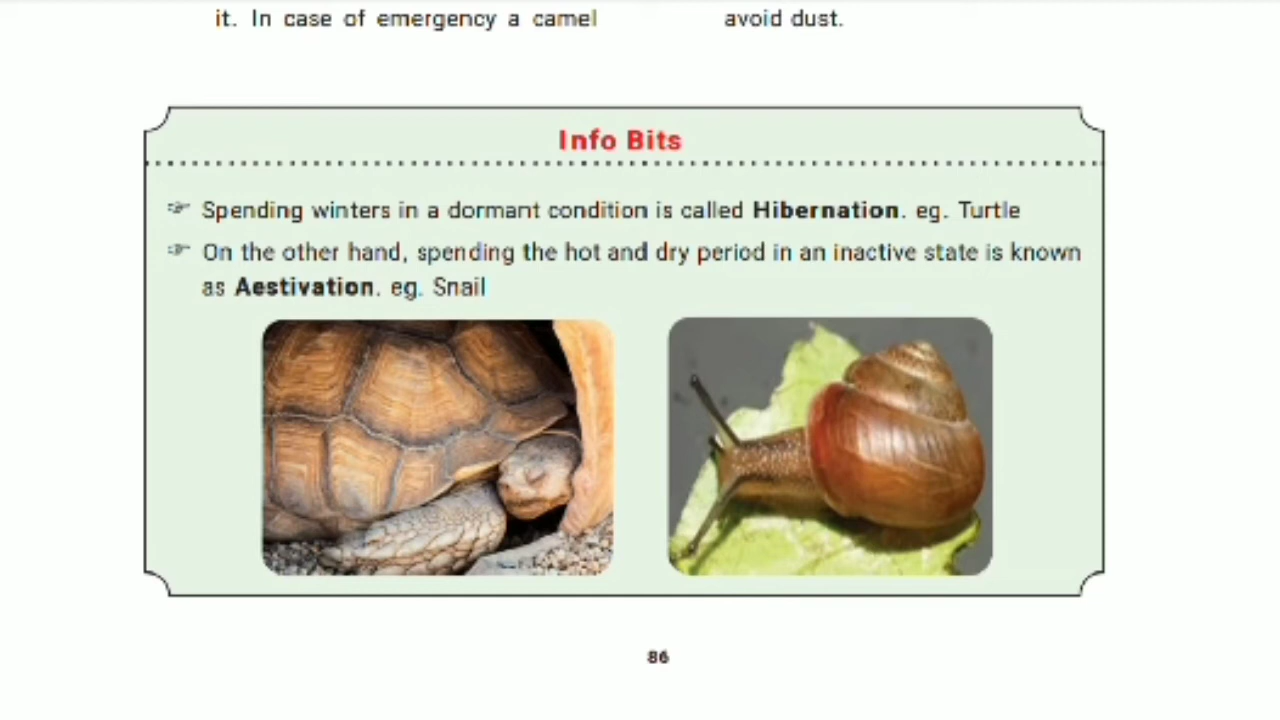 it. In case of emergency a camel
avoid dust.
Info Bits
☞ Spending winters in a dormant condition is called Hibernation. eg. Turtle
☞ On the other hand, spending the hot and dry period in an inactive state is known
as Aestivation. eg. Snail
86